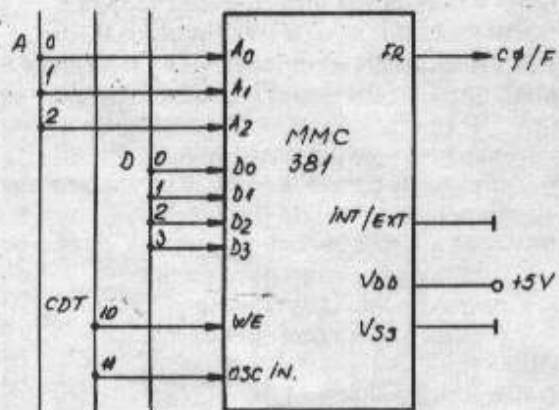 A 0 A0 FR CØ/F
1 A1
2 A2 MMC
381
D 0 D0
1 D1
2 D2 INT/EXT
3 D3
VDD +5V
CDT 10 WE VSS
11 OSC IN.